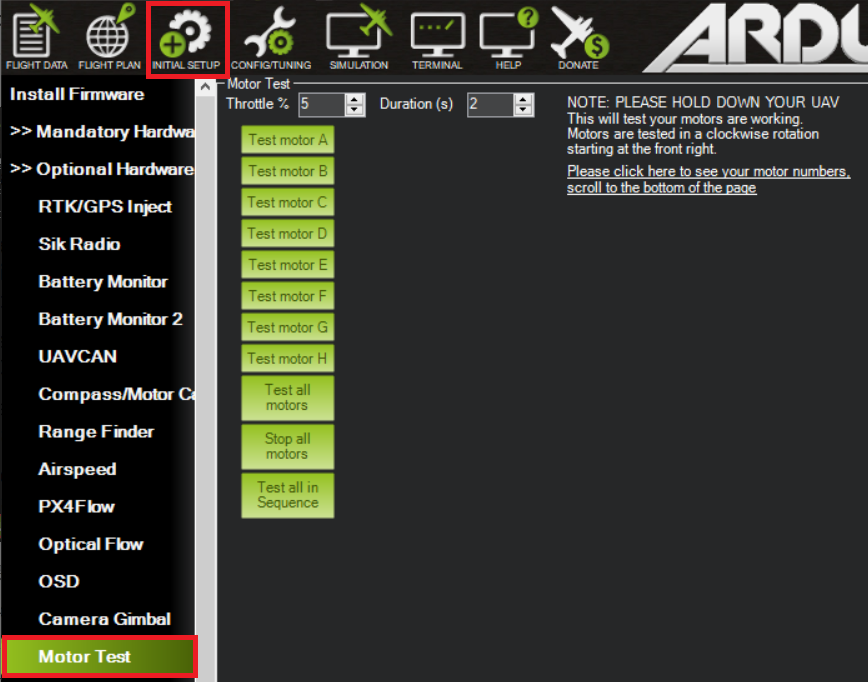 FLIGHT DATA FLIGHT PLAN INITIAL SETUP CONFIG/TUNING SIMULATION TERMINAL HELP DONATE
ARDU
Install Firmware
>> Mandatory Hardwa
>> Optional Hardware
RTK/GPS Inject
Sik Radio
Battery Monitor
Battery Monitor 2
UAVCAN
Compass/Motor Ca
Range Finder
Airspeed
PX4Flow
Optical Flow
OSD
Camera Gimbal
Motor Test
Motor Test
Throttle % 5 Duration (s) 2
Test motor A
Test motor B
Test motor C
Test motor D
Test motor E
Test motor F
Test motor G
Test motor H
Test all
motors
Stop all
motors
Test all in
Sequence
NOTE: PLEASE HOLD DOWN YOUR UAV
This will test your motors are working.
Motors are tested in a clockwise rotation
starting at the front right.
Please click here to see your motor numbers,
scroll to the bottom of the page